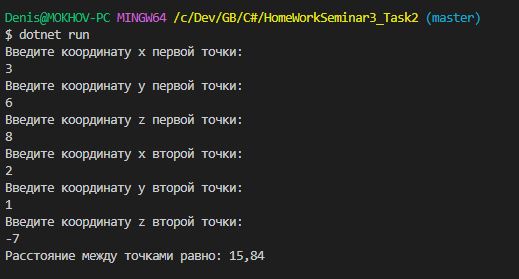 Denis@MOKHOV-PC MINGW64 /c/Dev/GB/C#/HomeWorkSeminar3_Task2 (master)
$ dotnet run
Введите координату x первой точки:
3
Введите координату y первой точки:
6
Введите координату z первой точки:
8
Введите координату x второй точки:
2
Введите координату y второй точки:
1
Введите координату z второй точки:
-7
Расстояние между точками равно: 15,84